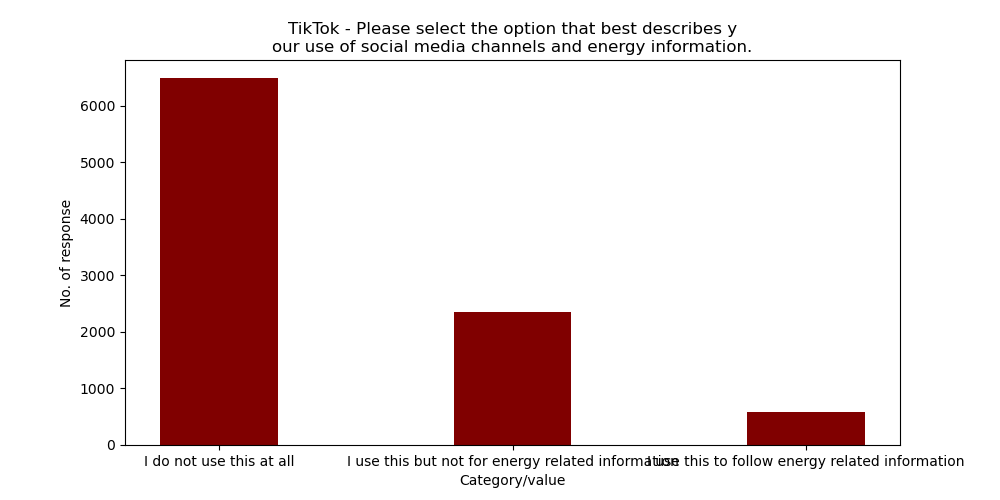 TikTok - Please select the option that best describes y
our use of social media channels and energy information.
No. of response
6000
5000
4000
3000
2000
1000
0
I do not use this at all
I use this but not for energy related information
I use this to follow energy related information
Category/value